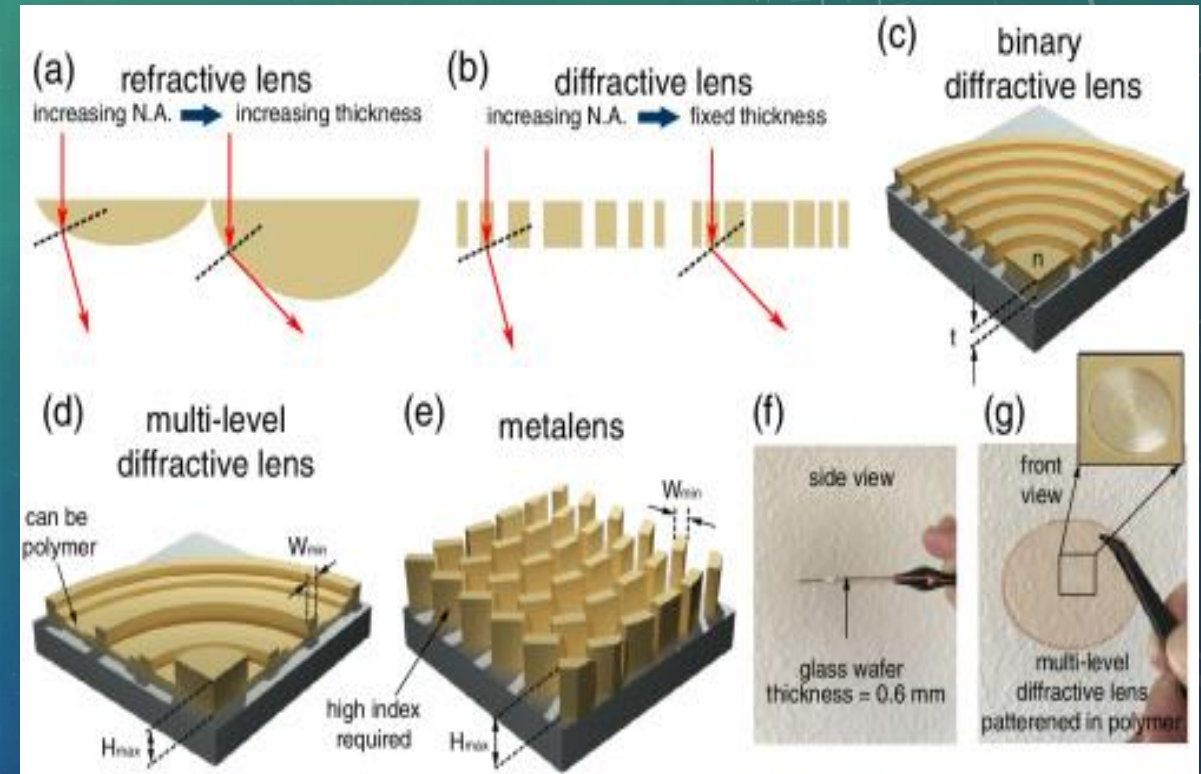 (a)
refractive lens
increasing N.A. increasing thickness
(b)
diffractive lens
increasing N.A. fixed thickness
(c)
binary
diffractive lens
n
t
(d)
multi-level
diffractive lens
can be
polymer
Wmin
Hmax
(e)
metalens
Wmin
high index
required
Hmax
(f)
side view
glass wafer
thickness = 0.6 mm
(g)
front
view
multi-level
diffractive lens
patterened in polymer